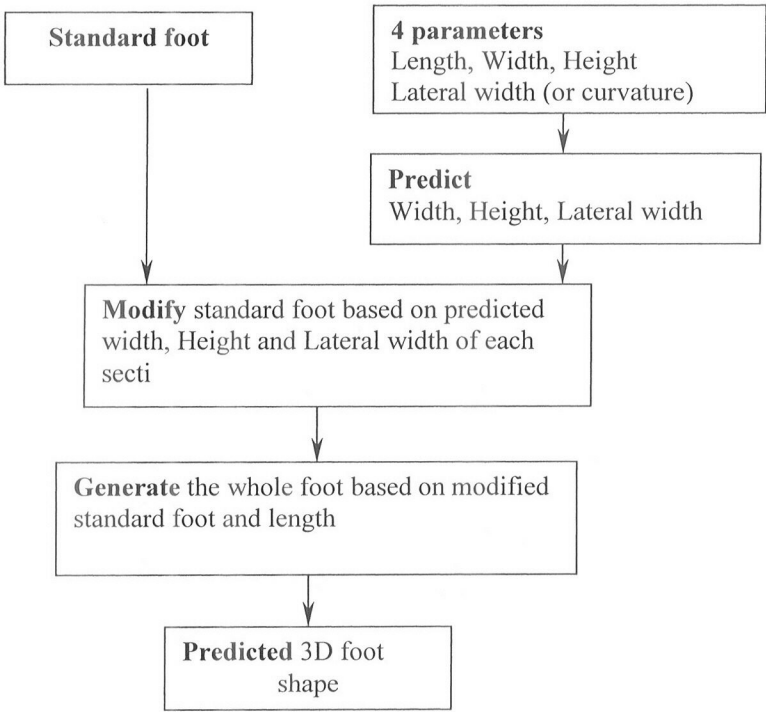 Standard foot
4 parameters
Length, Width, Height
Lateral width (or curvature)
Predict
Width, Height, Lateral width
Modify standard foot based on predicted
width, Height and Lateral width of each
secti
Generate the whole foot based on modified
standard foot and length
Predicted 3D foot
shape